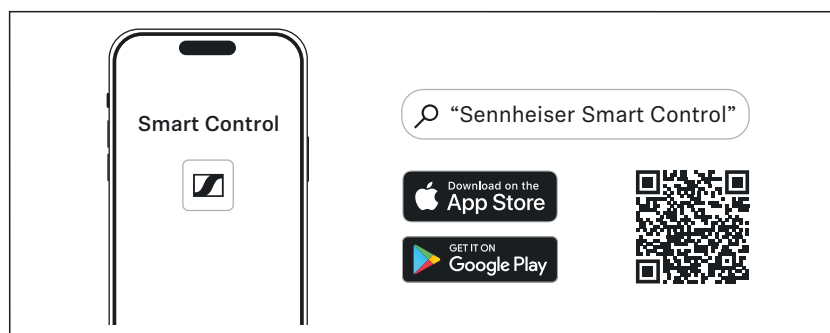 Smart Control
“Sennheiser Smart Control”
Download on the
App Store
GET IT ON
Google Play